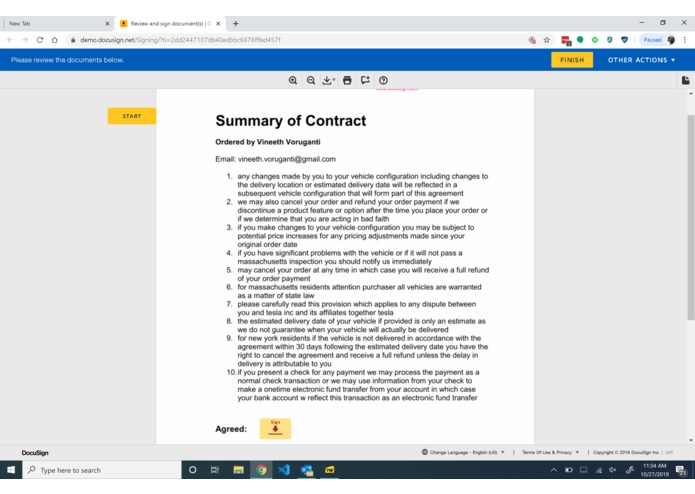 New Tab
Review and sign document(s) | D
demo.docusign.net/Signing/?ti=2dd2447107db40edbbc6676fffed457f
Paused
Please review the documents below.
FINISH
OTHER ACTIONS
START
Summary of Contract
Ordered by Vineeth Voruganti
Email: vineeth.voruganti@gmail.com
1. any changes made by you to your vehicle configuration including changes to
the delivery location or estimated delivery date will be reflected in a
subsequent vehicle configuration that will form part of this agreement
2. we may also cancel your order and refund your order payment if we
discontinue a product feature or option after the time you place your order or
if we determine that you are acting in bad faith
3. if you make changes to your vehicle configuration you may be subject to
potential price increases for any pricing adjustments made since your
original order date
4. if you have significant problems with the vehicle or if it will not pass a
massachusetts inspection you should notify us immediately
5. may cancel your order at any time in which case you will receive a full refund
of your order payment
6. for massachusetts residents attention purchaser all vehicles are warranted
as a matter of state law
7. please carefully read this provision which applies to any dispute between
you and tesla inc and its affiliates together tesla
8. the estimated delivery date of your vehicle if provided is only an estimate as
we do not guarantee when your vehicle will actually be delivered
9. for new york residents if the vehicle is not delivered in accordance with the
agreement within 30 days following the estimated delivery date you have the
right to cancel the agreement and receive a full refund unless the delay in
delivery is attributable to you
10. if you present a check for any payment we may process the payment as a
normal check transaction or we may use information from your check to
make a onetime electronic fund transfer from your account in which case
your bank account w reflect this transaction as an electronic fund transfer
Agreed:
Sign
DocuSign
Change Language - English (US)
Terms Of Use & Privacy
Copyright © 2019 DocuSign Inc. | V2R
Type here to search
11:34 AM
10/27/2019
23